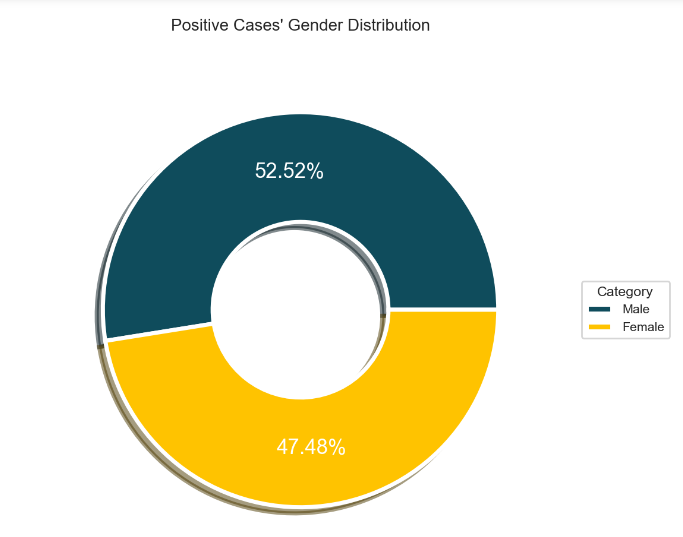 Positive Cases' Gender Distribution
52.52%
Category
Male
Female
47.48%